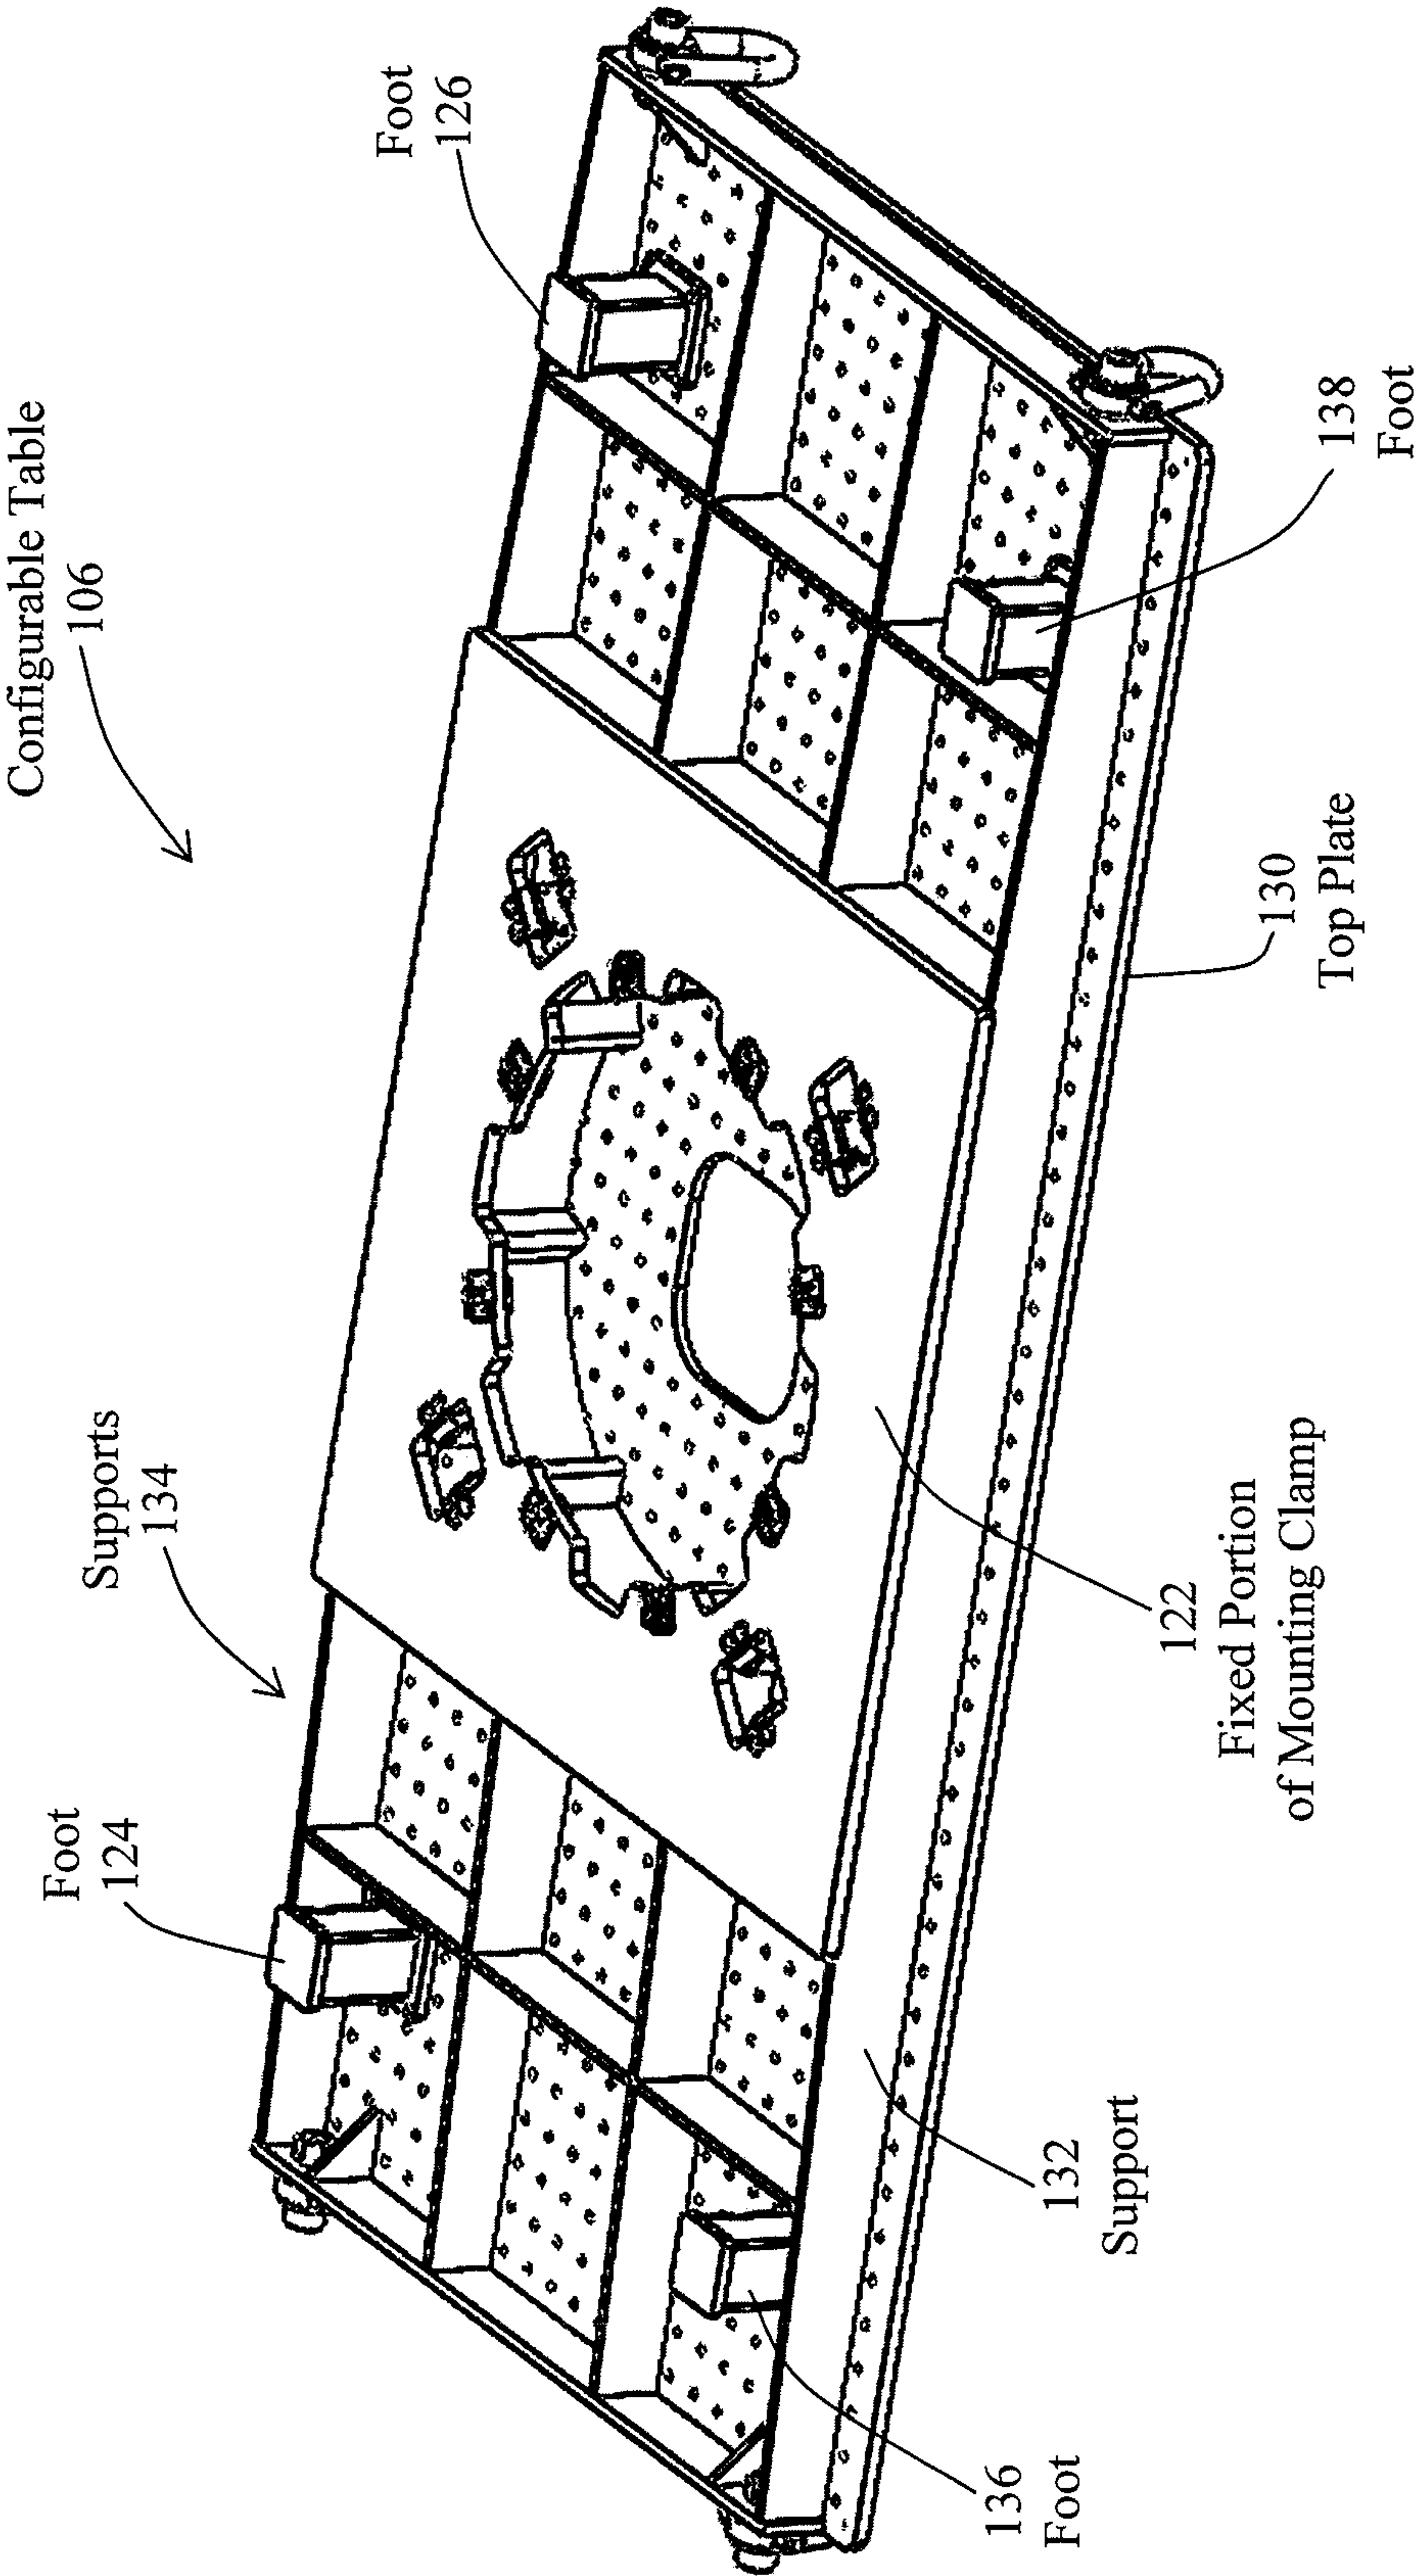 Configurable Table
106
Supports
134
Foot
124
Foot
126
136
Foot
132
Support
122
Fixed Portion
of Mounting Clamp
130
Top Plate
138
Foot